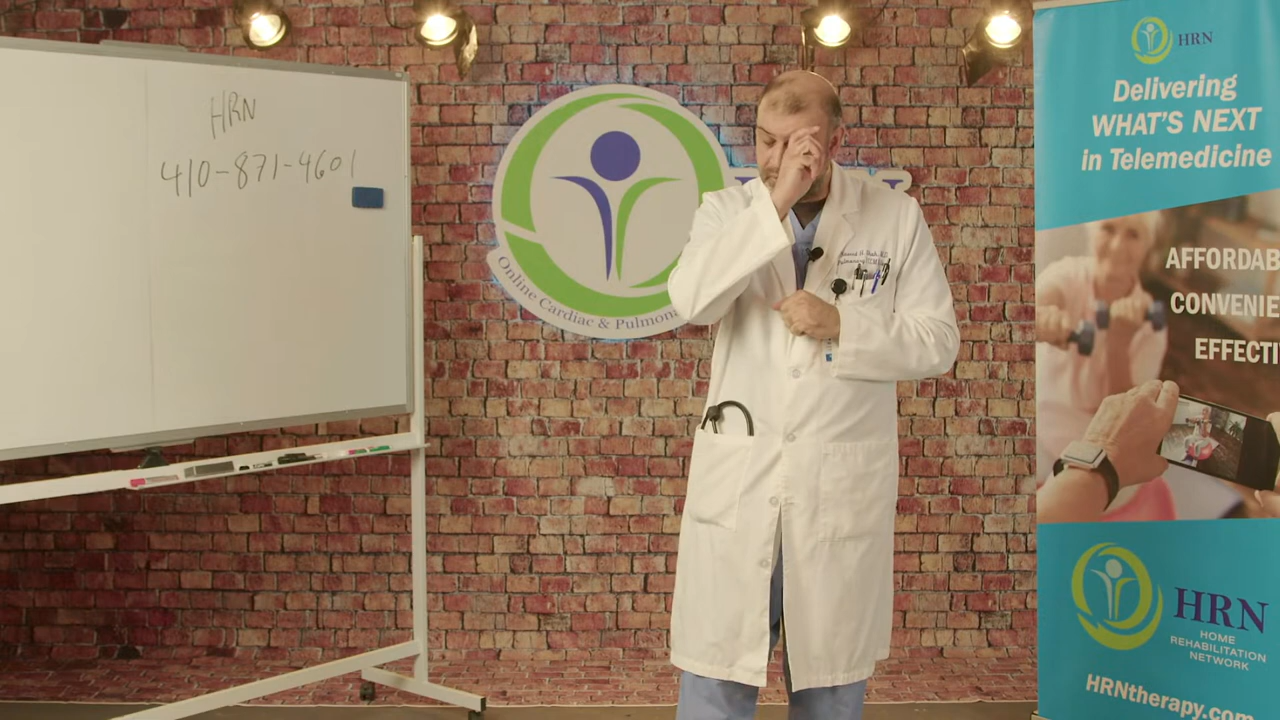 HRN
410-871-4601
Online Cardiac & Pulmona
HRN
Delivering
WHAT'S NEXT
in Telemedicine
AFFORDAB
CONVENIE
EFFECTI
HRN
HOME
REHABILITATION
NETWORK
HRNtherapy.com